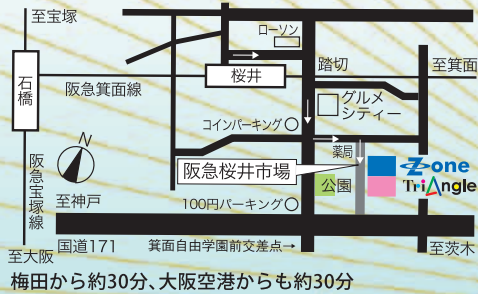 至宝塚
ローソン
石橋
桜井
踏切
至箕面
阪急箕面線
グルメ
シティー
コインパーキング
薬局
N
阪急宝塚線
阪急桜井市場
Z-one
TriAngle
公園
至神戸
100円パーキング
国道171
箕面自由学園前交差点→
至大阪
至茨木
梅田から約30分、大阪空港からも約30分